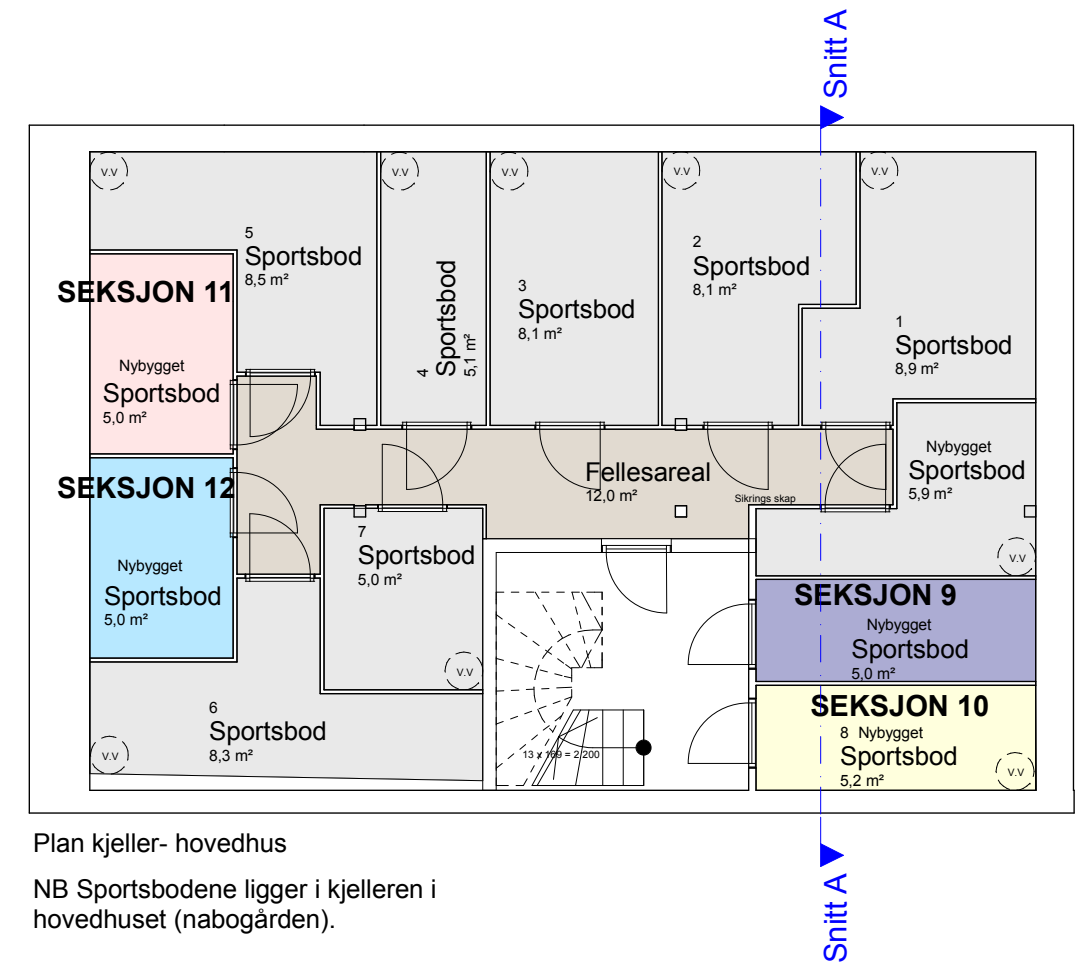 Snitt A
v.v
v.v
v.v
v.v
v.v
5
Sportsbod
8,5 m²
4
Sportsbod
5,1 m²
3
Sportsbod
8,1 m²
2
Sportsbod
8,1 m²
1
Sportsbod
8,9 m²
SEKSJON 11
Nybygget
Sportsbod
5,0 m²
SEKSJON 12
Nybygget
Sportsbod
5,0 m²
Fellesareal
12,0 m²
Sikrings skap
Nybygget
Sportsbod
5,9 m²
v.v
7
Sportsbod
5,0 m²
v.v
SEKSJON 9
Nybygget
Sportsbod
5,0 m²
6
Sportsbod
8,3 m²
v.v
13 x 169 = 2 200
SEKSJON 10
8 Nybygget
Sportsbod
5,2 m²
v.v
Plan kjeller- hovedhus
NB Sportsbodene ligger i kjelleren i
hovedhuset (nabogården).
Snitt A